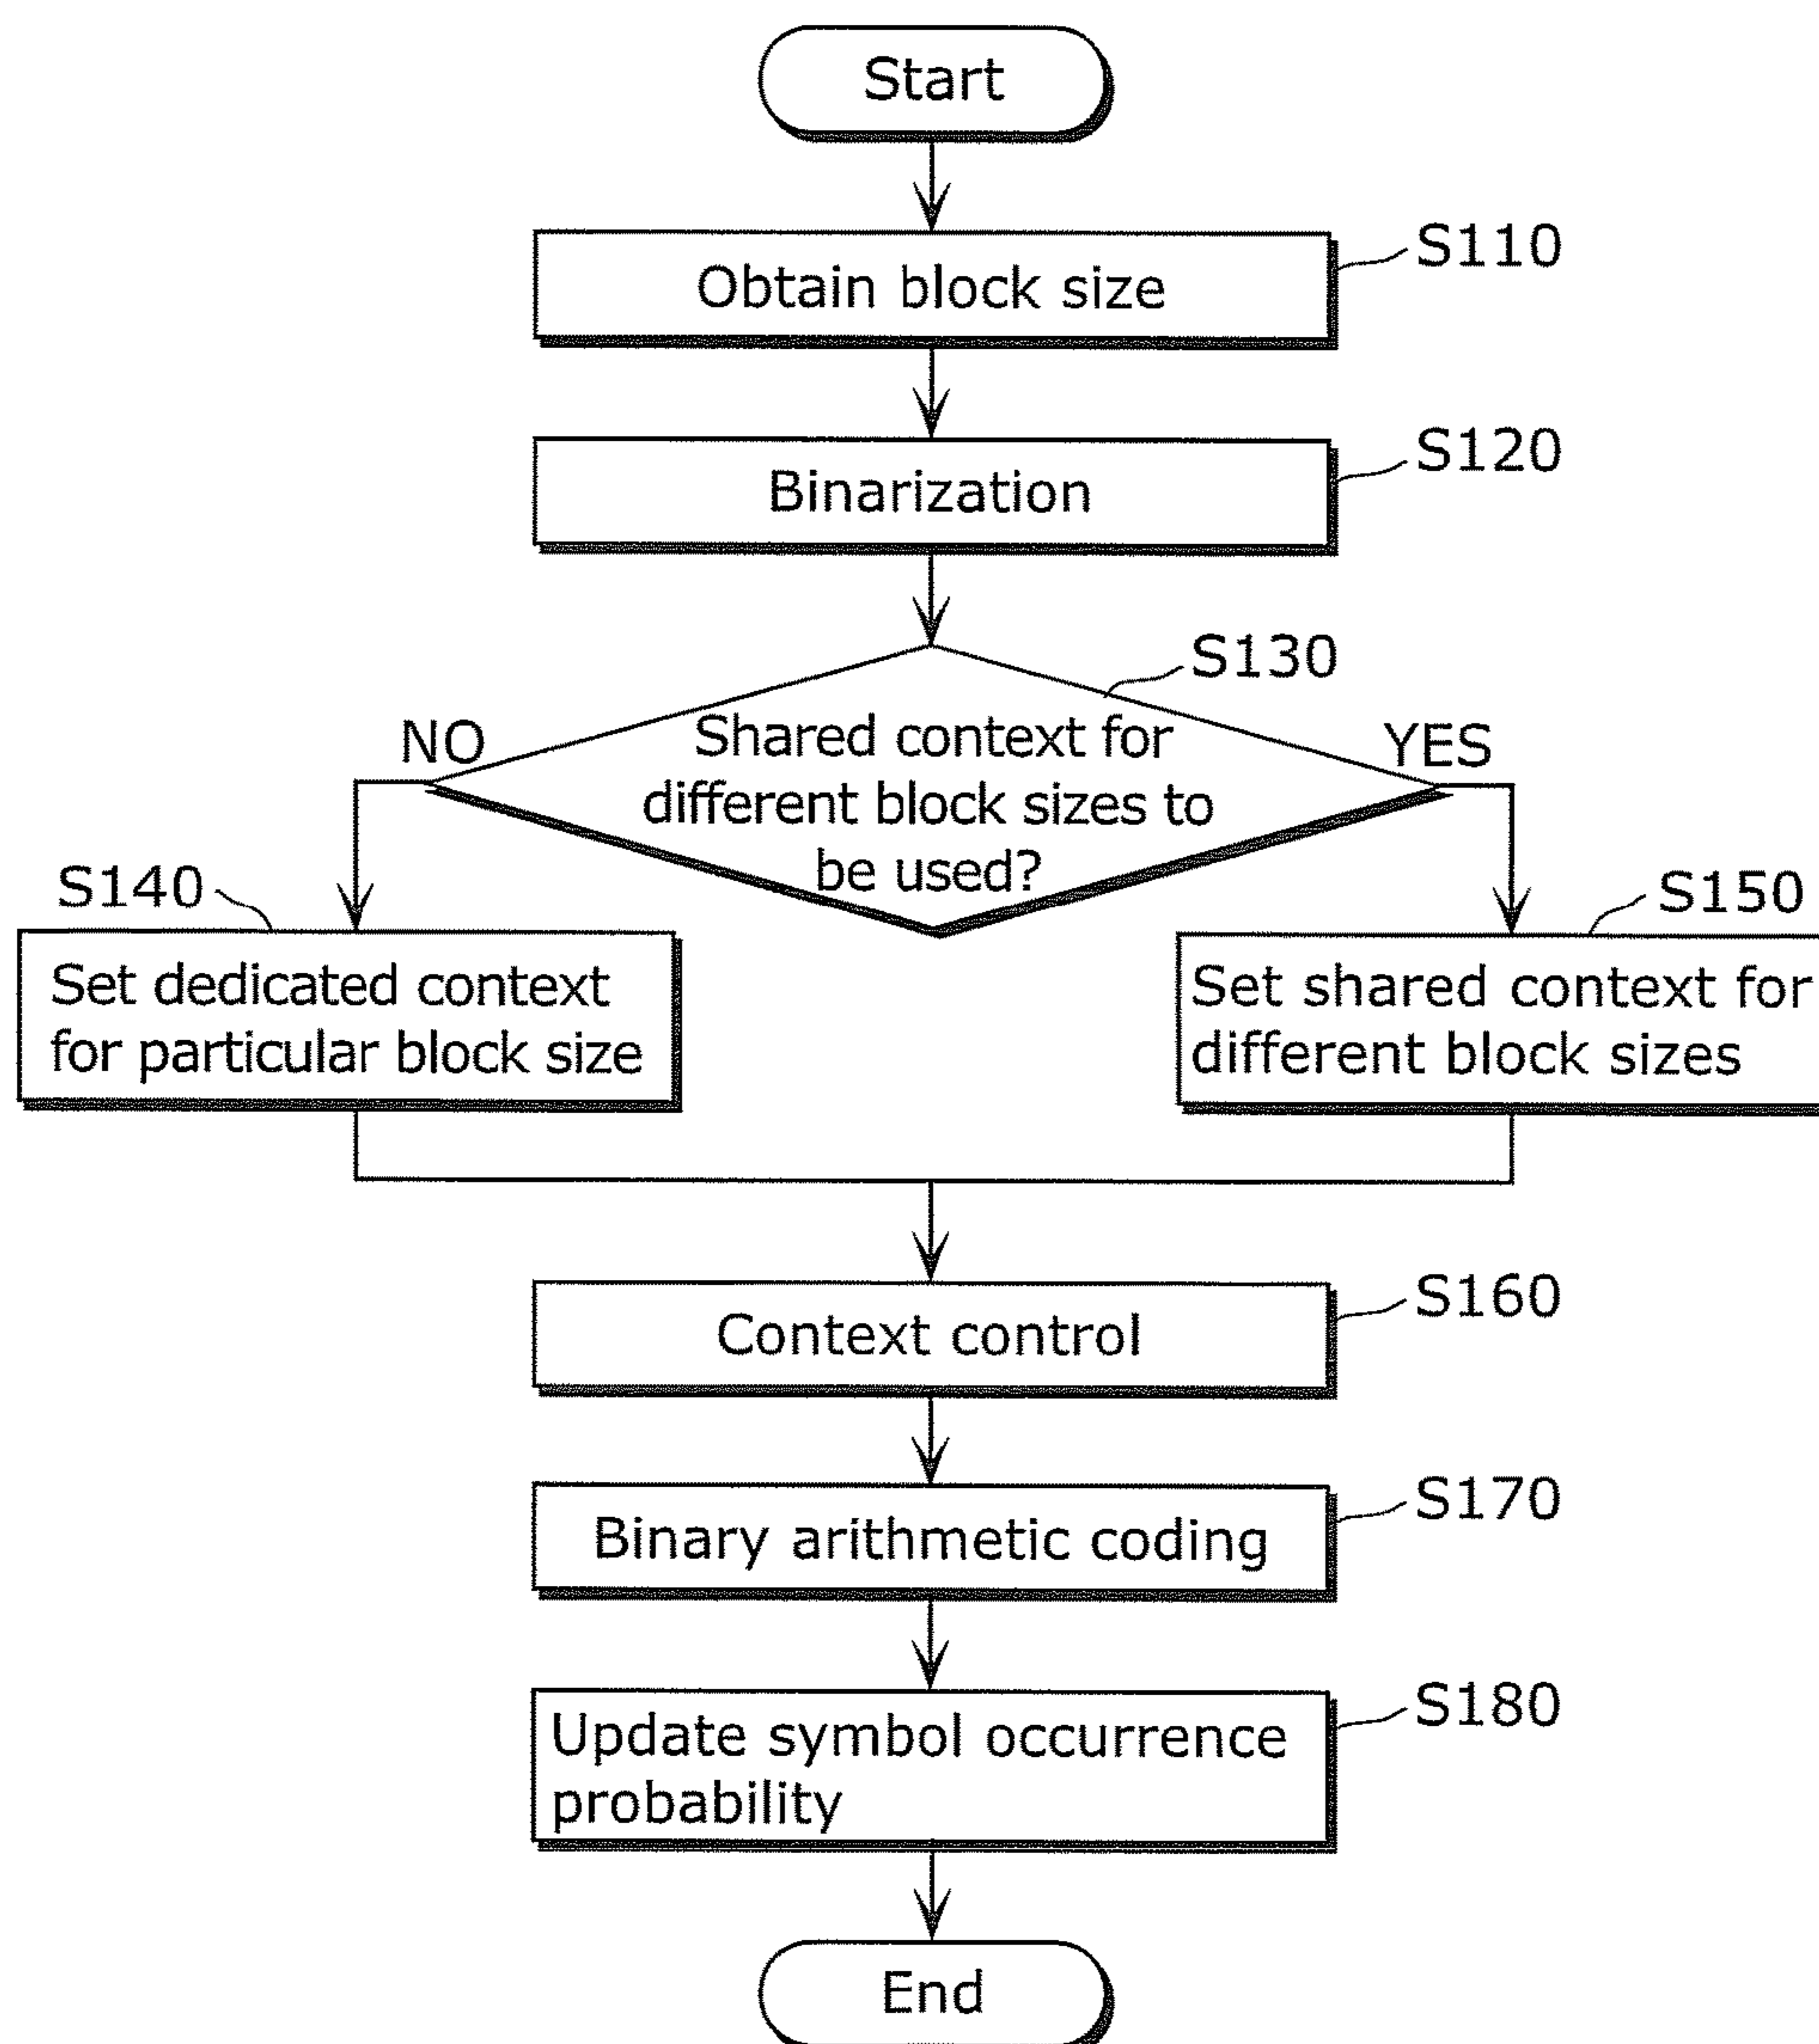 Start
S110
Obtain block size
S120
Binarization
S130
NO
YES
Shared context for
different block sizes to
be used?
S140
Set dedicated context
for particular block size
S150
Set shared context for
different block sizes
S160
Context control
S170
Binary arithmetic coding
S180
Update symbol occurrence
probability
End